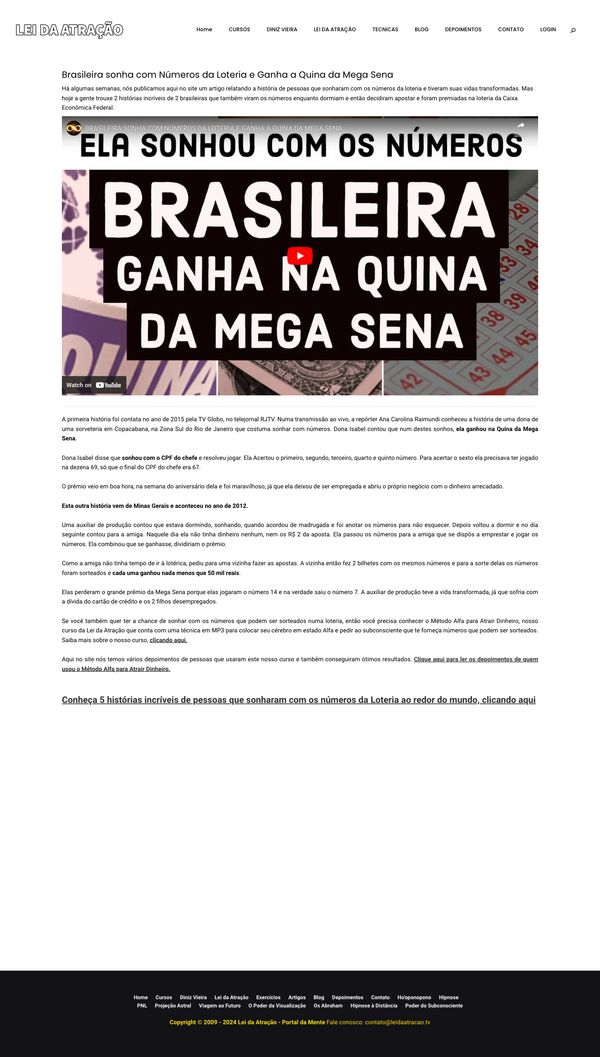 LEI DA ATRAÇÃO
Home CURSOS DINIZ VIEIRA LEI DA ATRAÇÃO TECNICAS BLOG DEPOIMENTOS CONTATO LOGIN
Brasileira sonha com Números da Loteria e Ganha a Quina da Mega Sena
Há algumas semanas, nós publicamos aqui no site um artigo relatando a história de pessoas que sonharam com os números da loteria e tiveram suas vidas transformadas. Mas
hoje a gente trouxe 2 histórias incríveis de 2 brasileiras que também viram os números enquanto dormiam e então decidiram apostar e foram premiadas na loteria da Caixa
Econômica Federal.
BRASILEIRA SONHA COM NÚMEROS DA LOTERIA E GANHA A QUINA DA MEGA SENA
ELA SONHOU COM OS NÚMEROS
BRASILEIRA
GANHA NA QUINA
DA MEGA SENA
QUINA
Watch on YouTube
A primeira história foi contata no ano de 2015 pela TV Globo, no telejornal RJTV. Numa transmissão ao vivo, a repórter Ana Carolina Raimundi conheceu a história de uma dona de
uma sorveteria em Copacabana, na Zona Sul do Rio de Janeiro que costuma sonhar com números. Dona Isabel contou que num destes sonhos, ela ganhou na Quina da Mega
Sena.
Dona Isabel disse que sonhou com o CPF do chefe e resolveu jogar. Ela Acertou o primeiro, segundo, terceiro, quarto e quinto número. Para acertar o sexto ela precisava ter jogado
na dezena 69, só que o final do CPF do chefe era 67.
O prêmio veio em boa hora, na semana do aniversário dela e foi maravilhoso, já que ela deixou de ser empregada e abriu o próprio negócio com o dinheiro arrecadado.
Esta outra história vem de Minas Gerais e aconteceu no ano de 2012.
Uma auxiliar de produção contou que estava dormindo, sonhando, quando acordou de madrugada e foi anotar os números para não esquecer. Depois voltou a dormir e no dia
seguinte contou para a amiga. Naquele dia ela não tinha dinheiro nenhum, nem os R$ 2 da aposta. Ela passou os números para a amiga que se dispôs a emprestar e jogar os
números. Ela combinou que se ganhasse, dividiriam o prêmio.
Como a amiga não tinha tempo de ir à lotérica, pediu para uma vizinha fazer as apostas. A vizinha então fez 2 bilhetes com os mesmos números e para a sorte delas os números
foram sorteados e cada uma ganhou nada menos que 50 mil reais.
Elas perderam o grande prêmio da Mega Sena porque elas jogaram o número 14 e na verdade saiu o número 7. A auxiliar de produção teve a vida transformada, já que sofria com
a dívida do cartão de crédito e os 2 filhos desempregados.
Se você também quer ter a chance de sonhar com os números que podem ser sorteados numa loteria, então você precisa conhecer o Método Alfa para Atrair Dinheiro, nosso
curso da Lei da Atração que conta com uma técnica em MP3 para colocar seu cérebro em estado Alfa e pedir ao subconsciente que te forneça números que podem ser sorteados.
Saiba mais sobre o nosso curso, clicando aqui.
Aqui no site nós temos vários depoimentos de pessoas que usaram este nosso curso e também conseguiram ótimos resultados. Clique aqui para ler os depoimentos de quem
usou o Método Alfa para Atrair Dinheiro.
Conheça 5 histórias incríveis de pessoas que sonharam com os números da Loteria ao redor do mundo, clicando aqui
Home Cursos Diniz Vieira Lei da Atração Exercícios Artigos Blog Depoimentos Contato Ho'oponopono Hipnose
PNL Projeção Astral Viagem ao Futuro O Poder da Visualização Os Abraham Hipnose à Distância Poder do Subconsciente
Copyright © 2009 - 2024 Lei da Atração - Portal da Mente Fale conosco: contato@leidaatracao.tv